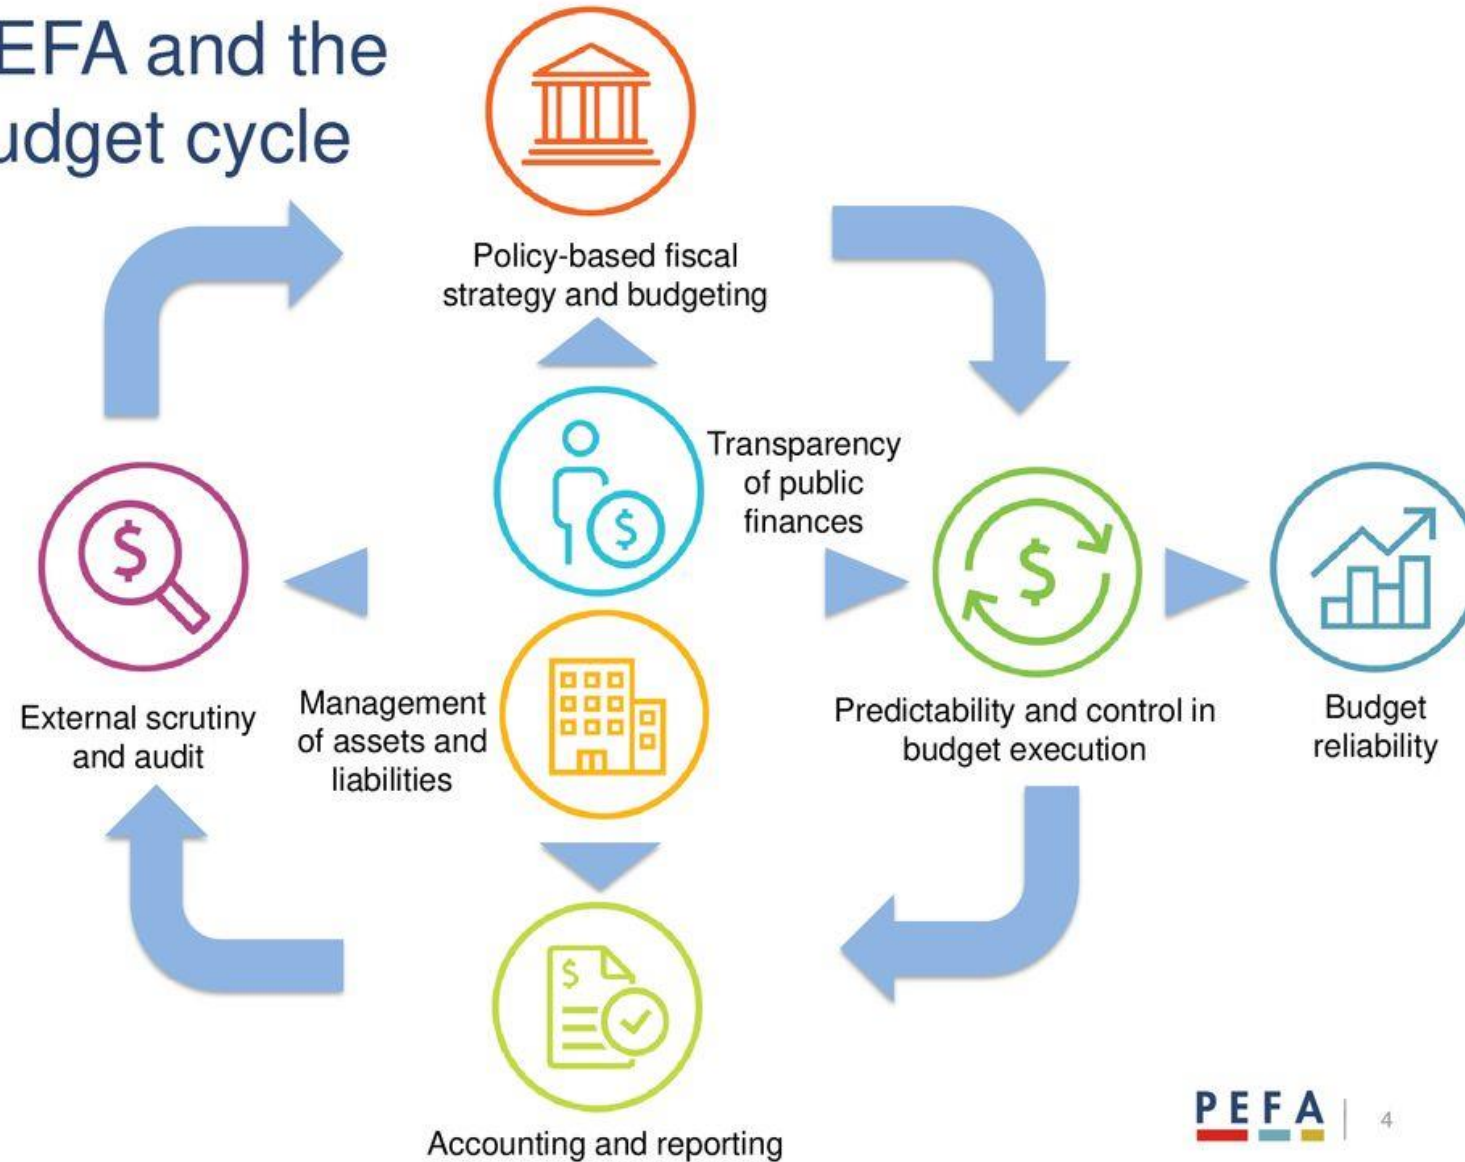 EFA and the
udget cycle
Policy-based fiscal
strategy and budgeting
Transparency
of public
finances
$
$
$
External scrutiny
and audit
Management
of assets and
liabilities
Predictability and control in
budget execution
Budget
reliability
$
Accounting and reporting
PEFA
4